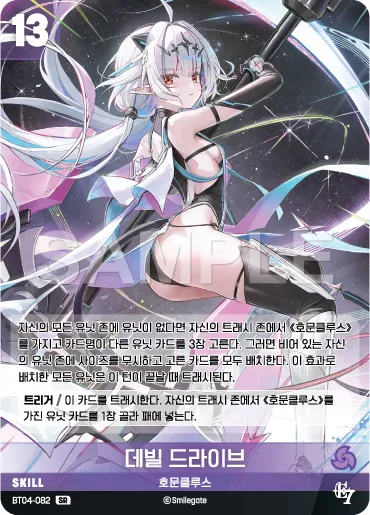 13
SAMPLE
자신의 모든 유닛 존에 유닛이 없다면 자신의 트래시 존에서 《호문클루스》
를 가지고 카드명이 다른 유닛 카드를 3장 고른다. 그러면 비어 있는 자신
의 유닛 존에 사이즈를 무시하고 고른 카드를 모두 배치한다. 이 효과로
배치한 모든 유닛은 이 턴이 끝날 때 트래시된다.
트리거 / 이 카드를 트래시한다. 자신의 트래시 존에서 《호문클루스》를
가진 유닛 카드를 1장 골라 패에 넣는다.
데빌 드라이브
SKILL
호문클루스
BT04-082 SR
©Smilegate
E7